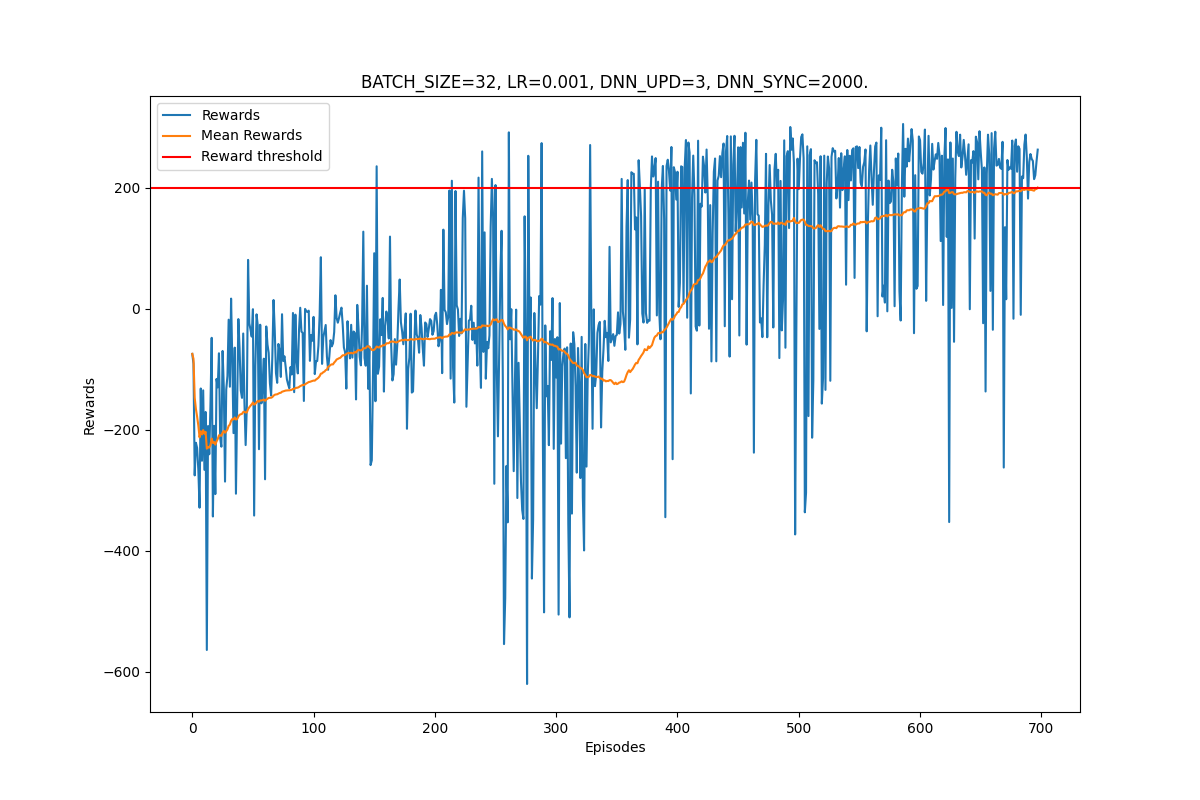 BATCH_SIZE=32, LR=0.001, DNN_UPD=3, DNN_SYNC=2000.
Rewards
Mean Rewards
Reward threshold
200
0
−200
−400
−600
Rewards
0 100 200 300 400 500 600 700
Episodes